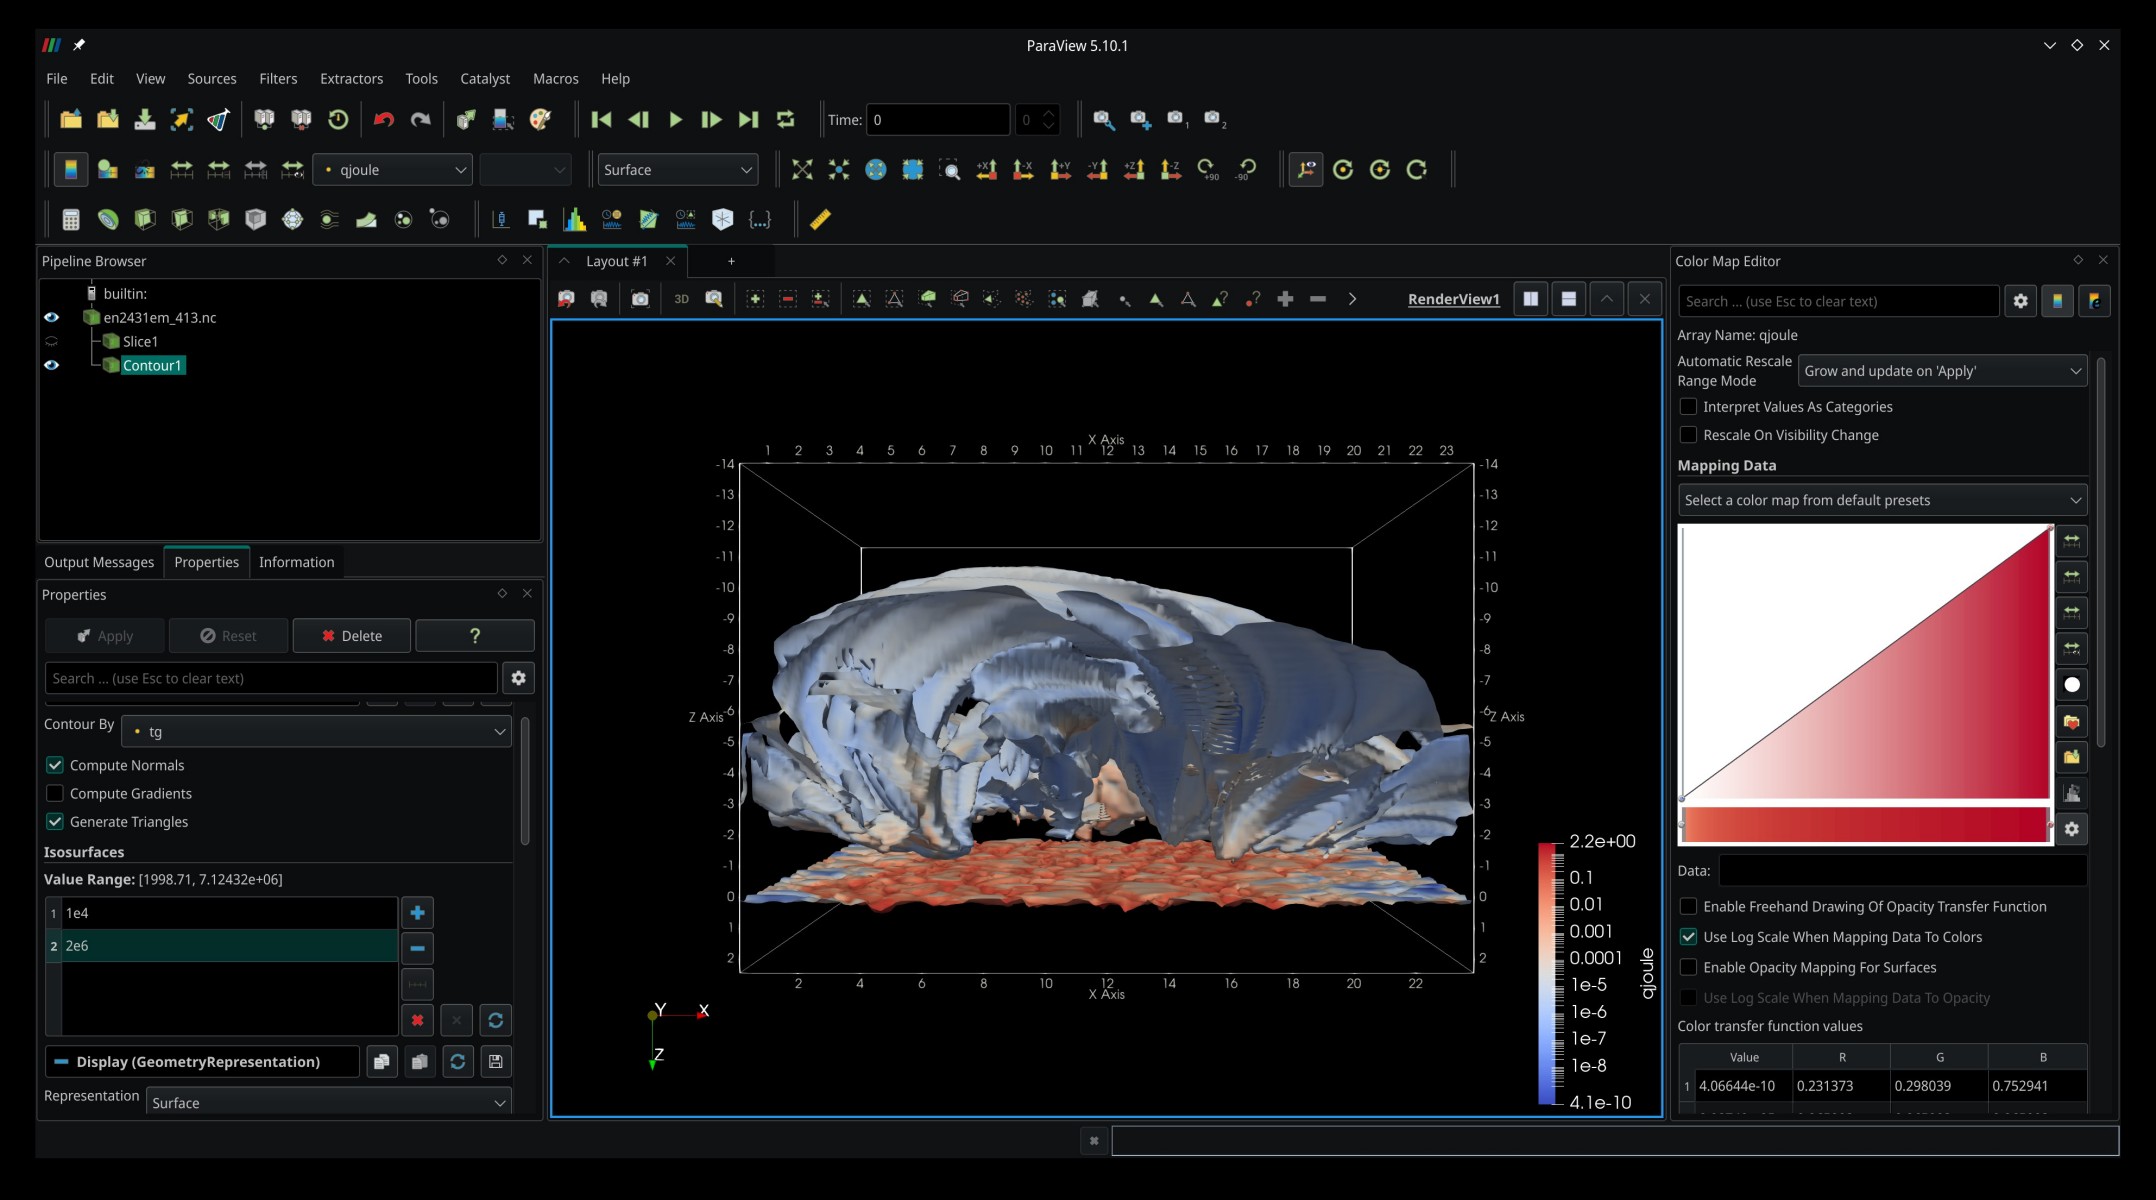 ParaView 5.10.1
File Edit View Sources Filters Extractors Tools Catalyst Macros Help
Time: 0 0 1 2
qjoule Surface +X -X +Y -Y +Z -Z +90 -90
Pipeline Browser
builtin:
en2431em_413.nc
Slice1
Contour1
Output Messages Properties Information
Properties
Apply Reset Delete ?
Search ... (use Esc to clear text)
Contour By tg
Compute Normals
Compute Gradients
Generate Triangles
Isosurfaces
Value Range: [1998.71, 7.12432e+06]
1 1e4
2 2e6
Display (GeometryRepresentation)
Representation Surface
Layout #1 +
3D RenderView1
X Axis
1 2 3 4 5 6 7 8 9 10 11 12 13 14 15 16 17 18 19 20 21 22 23
-14 -14
-13 -13
-12 -12
-11 -11
-10 -10
-9 -9
-8 -8
-7 -7
Z Axis -6 -6 Z Axis
-5 -5
-4 -4
-3 -3
-2 -2
-1 -1
0 0
1 1
2 2
2 4 6 8 10 12 14 16 18 20 22
X Axis
Y X
Z
2.2e+00
0.1
0.01
0.001
0.0001
1e-5
1e-6
1e-7
1e-8
4.1e-10
qjoule
Color Map Editor
Search ... (use Esc to clear text)
Array Name: qjoule
Automatic Rescale
Range Mode
Grow and update on 'Apply'
Interpret Values As Categories
Rescale On Visibility Change
Mapping Data
Select a color map from default presets
Data:
Enable Freehand Drawing Of Opacity Transfer Function
Use Log Scale When Mapping Data To Colors
Enable Opacity Mapping For Surfaces
Use Log Scale When Mapping Data To Opacity
Color transfer function values
Value R G B
1 4.06644e-10 0.231373 0.298039 0.752941